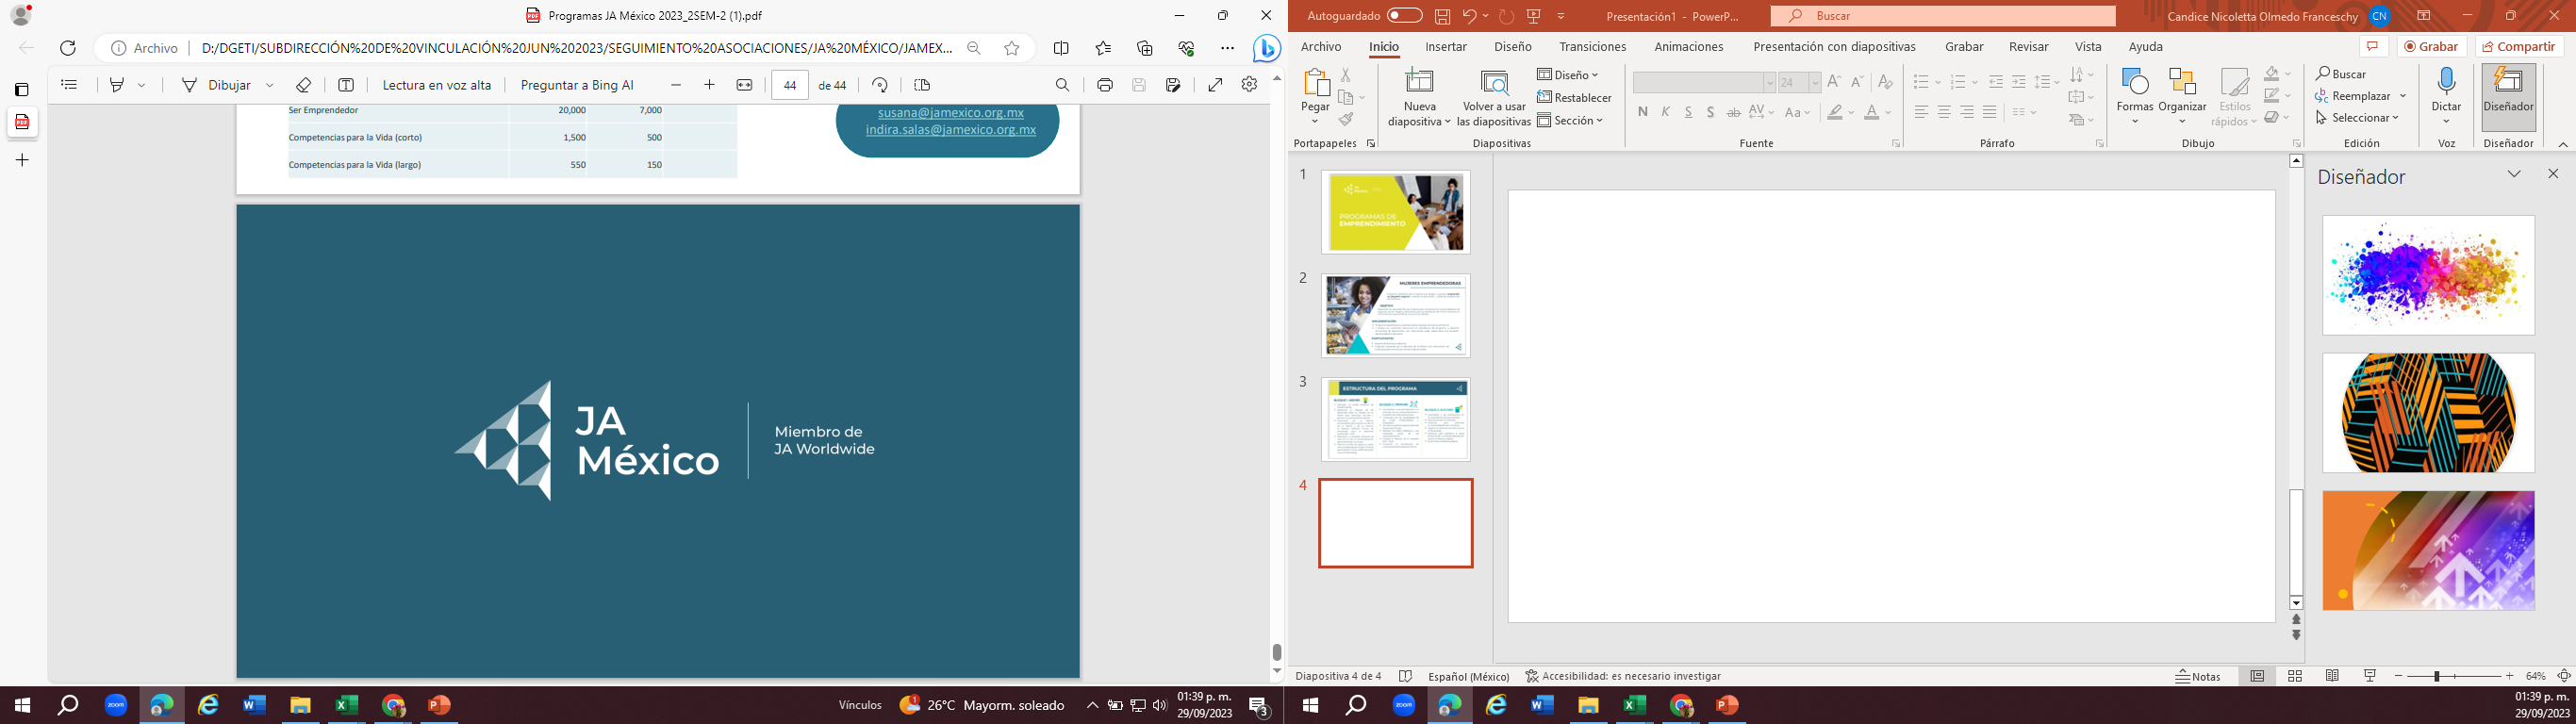 Programas JA México 2023_2SEM-2 (1).pdf
Archivo
D:/DGETI/SUBDIRECCIÓN%20DE%20VINCULACIÓN%20JUN%202023/SEGUIMIENTO%20ASOCIACIONES/JA%20MÉXICO/JAMEX...
Dibujar
Lectura en voz alta
Preguntar a Bing AI
44
de 44
Ser Emprendedor 20,000 7,000
Competencias para la Vida (corto) 1,500 500
Competencias para la Vida (largo) 550 150
susana@jamexico.org.mx
indira.salas@jamexico.org.mx
JA
México
Miembro de
JA Worldwide
Vínculos
1
26°C Mayorm. soleado
01:39 p. m.
29/09/2023
3
Autoguardado
Presentación1 - PowerP...
Buscar
Candice Nicoletta Olmedo Franceschy
CN
Archivo Inicio Insertar Diseño Transiciones Animaciones Presentación con diapositivas Grabar Revisar Vista Ayuda
Grabar
Compartir
Pegar
Portapapeles
Nueva
diapositiva
Volver a usar
las diapositivas
Diseño
Restablecer
Sección
Diapositivas
24
N K S S ab AV Aa A
Fuente
Párrafo
Formas
Organizar
Estilos
rápidos
Dibujo
Buscar
Reemplazar
Seleccionar
Edición
Dictar
Voz
Diseñador
Diseñador
1
JA
México
PROGRAMAS DE
EMPRENDIMIENTO
2
MUJERES EMPRENDEDORAS
3
ESTRUCTURA DEL PROGRAMA
4
Diseñador
Diapositiva 4 de 4
Español (México)
Accesibilidad: es necesario investigar
Notas
64%
zoom
01:39 p. m.
29/09/2023